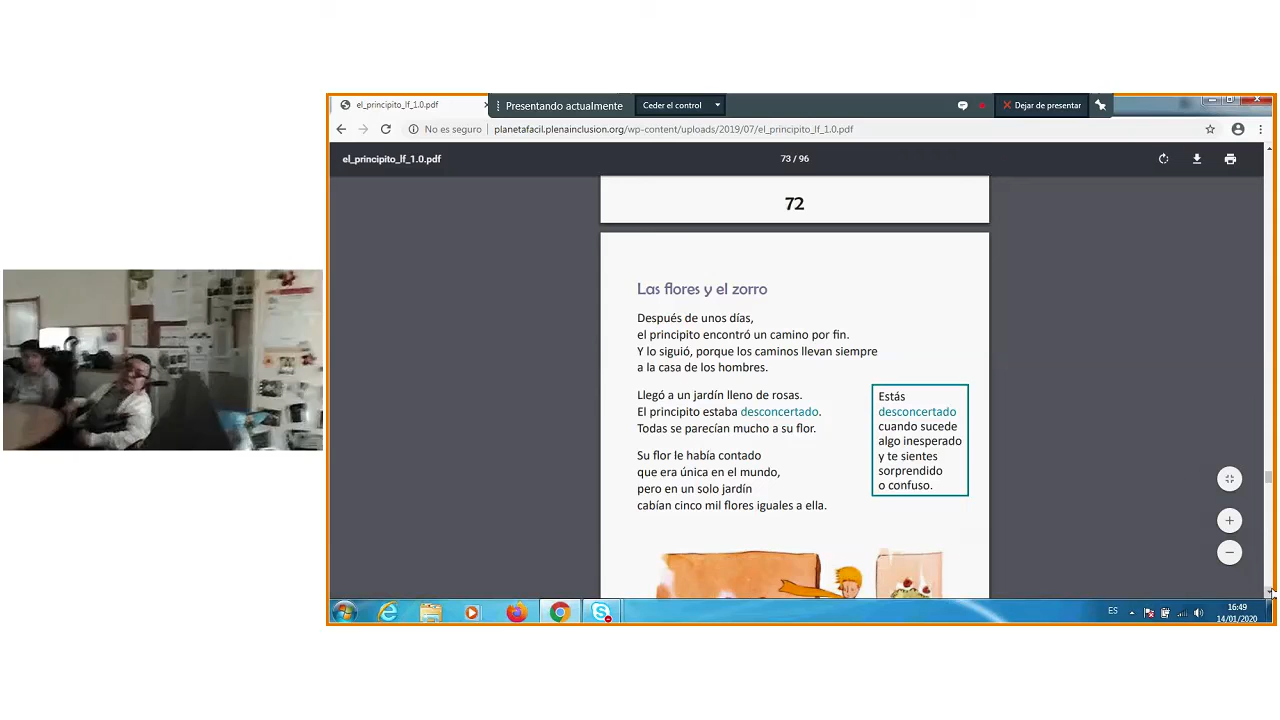 el_principito_lf_1.0.pdf
Presentando actualmente
Ceder el control
Dejar de presentar
No es seguro
planetafacil.plenainclusion.org/wp-content/uploads/2019/07/el_principito_lf_1.0.pdf
el_principito_lf_1.0.pdf
73 / 96
72
Las flores y el zorro
Después de unos días,
el principito encontró un camino por fin.
Y lo siguió, porque los caminos llevan siempre
a la casa de los hombres.
Llegó a un jardín lleno de rosas.
El principito estaba desconcertado.
Todas se parecían mucho a su flor.
Su flor le había contado
que era única en el mundo,
pero en un solo jardín
cabían cinco mil flores iguales a ella.
Estás
desconcertado
cuando sucede
algo inesperado
y te sientes
sorprendido
o confuso.
ES
16:49
14/01/2020